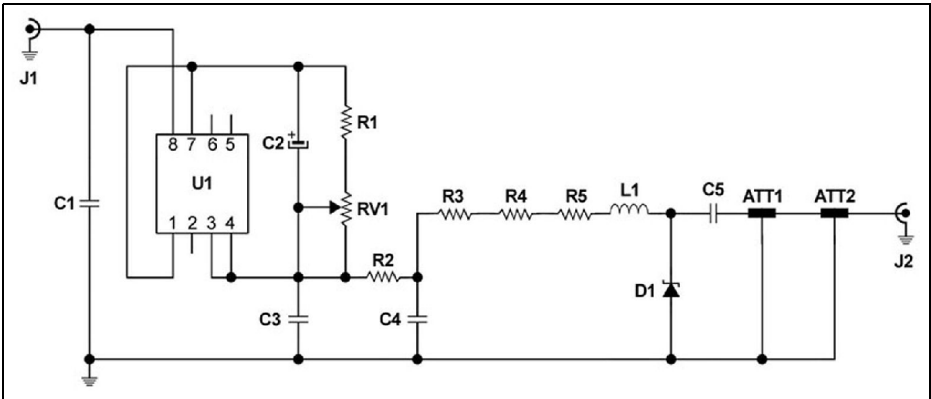 J1
C1
8 7 6 5
U1
1 2 3 4
C2
+
R1
RV1
R2
C3
C4
R3 R4 R5 L1 C5 ATT1 ATT2
D1
J2